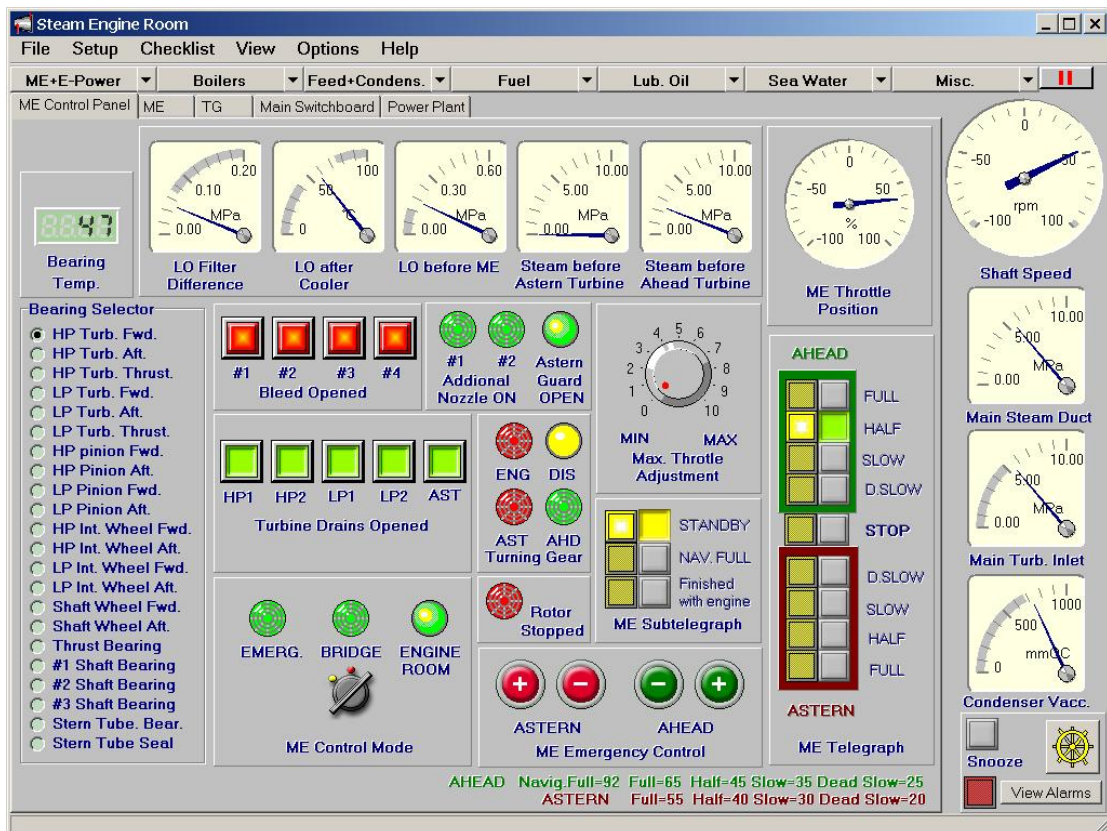 Steam Engine Room
File Setup Checklist View Options Help
ME+E-Power Boilers Feed+Condens. Fuel Lub. Oil Sea Water Misc.
ME Control Panel ME TG Main Switchboard Power Plant
47
Bearing
Temp.
0.00 0.10 0.20 MPa
LO Filter
Difference
0 50 100 °C
LO after
Cooler
0.00 0.30 0.60 MPa
LO before ME
0.00 5.00 10.00 MPa
Steam before
Astern Turbine
0.00 5.00 10.00 MPa
Steam before
Ahead Turbine
-100 -50 0 50 100 %
ME Throttle
Position
-100 -50 0 50 100 rpm
Shaft Speed
Bearing Selector
HP Turb. Fwd.
HP Turb. Aft.
HP Turb. Thrust.
LP Turb. Fwd.
LP Turb. Aft.
LP Turb. Thrust.
HP pinion Fwd.
HP Pinion Aft.
LP Pinion Fwd.
LP Pinion Aft.
HP Int. Wheel Fwd.
HP Int. Wheel Aft.
LP Int. Wheel Fwd.
LP Int. Wheel Aft.
Shaft Wheel Fwd.
Shaft Wheel Aft.
Thrust Bearing
#1 Shaft Bearing
#2 Shaft Bearing
#3 Shaft Bearing
Stern Tube. Bear.
Stern Tube Seal
#1 #2 #3 #4
Bleed Opened
#1 #2 Astern
Addional Guard
Nozzle ON OPEN
HP1 HP2 LP1 LP2 AST
Turbine Drains Opened
ENG DIS
AST AHD
Turning Gear
Rotor
Stopped
0 1 2 3 4 5 6 7 8 9 10
MIN MAX
Max. Throtle
Adjustment
STANDBY
NAV. FULL
Finished
with engine
ME Subtelegraph
EMERG. BRIDGE ENGINE
ROOM
ME Control Mode
+ - - +
ASTERN AHEAD
ME Emergency Control
AHEAD
FULL
HALF
SLOW
D.SLOW
STOP
D.SLOW
SLOW
HALF
FULL
ASTERN
ME Telegraph
0.00 5.00 10.00 MPa
Main Steam Duct
0.00 5.00 10.00 MPa
Main Turb. Inlet
0 500 1000
Condenser Vacc.
Snooze
View Alarms
AHEAD Navig.Full=92 Full=65 Half=45 Slow=35 Dead Slow=25
ASTERN Full=55 Half=40 Slow=30 Dead Slow=20